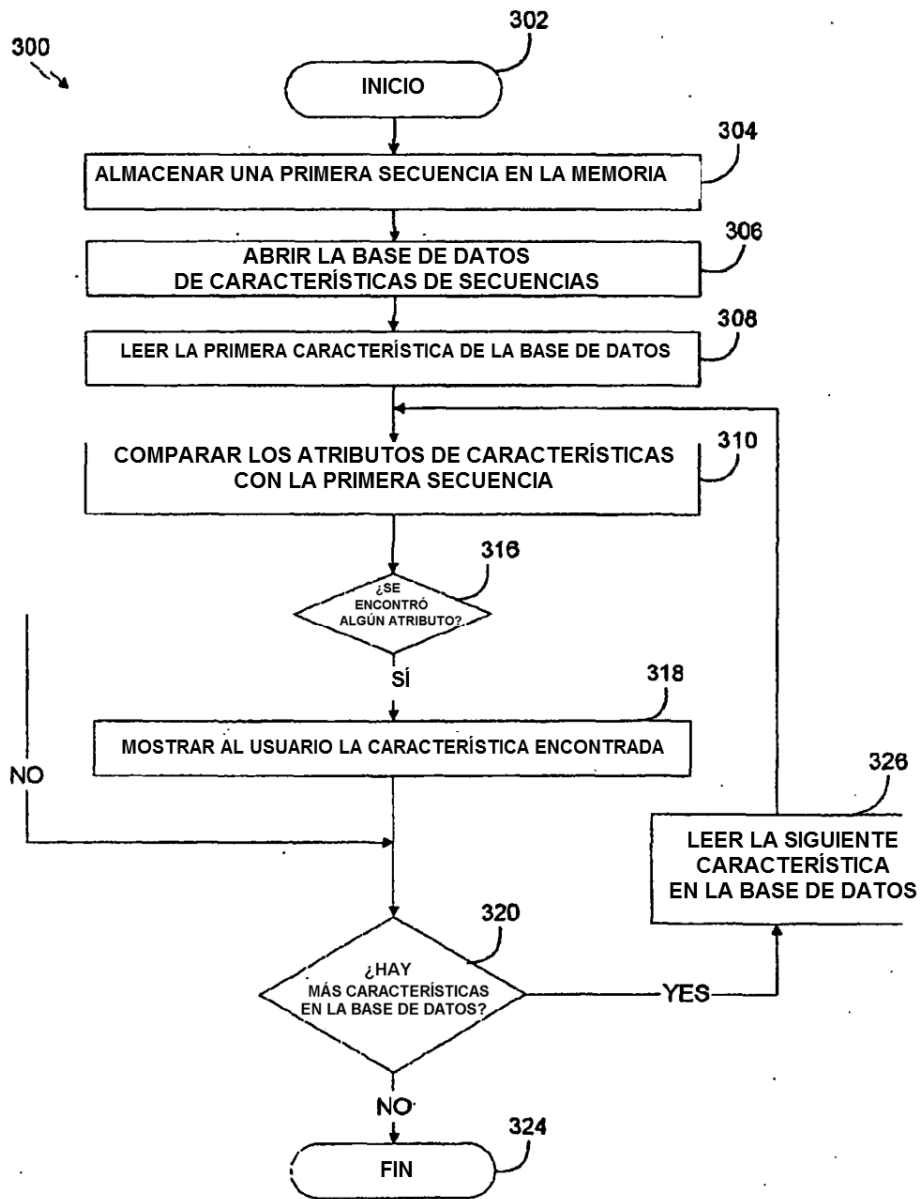 300
302
INICIO
304
ALMACENAR UNA PRIMERA SECUENCIA EN LA MEMORIA
306
ABRIR LA BASE DE DATOS
DE CARACTERÍSTICAS DE SECUENCIAS
308
LEER LA PRIMERA CARACTERÍSTICA DE LA BASE DE DATOS
310
COMPARAR LOS ATRIBUTOS DE CARACTERÍSTICAS
CON LA PRIMERA SECUENCIA
316
¿SE
ENCONTRÓ
ALGÚN ATRIBUTO?
SÍ
318
MOSTRAR AL USUARIO LA CARACTERÍSTICA ENCONTRADA
NO
326
LEER LA SIGUIENTE
CARACTERÍSTICA
EN LA BASE DE DATOS
320
¿HAY
MÁS CARACTERÍSTICAS
EN LA BASE DE DATOS?
YES
NO
324
FIN